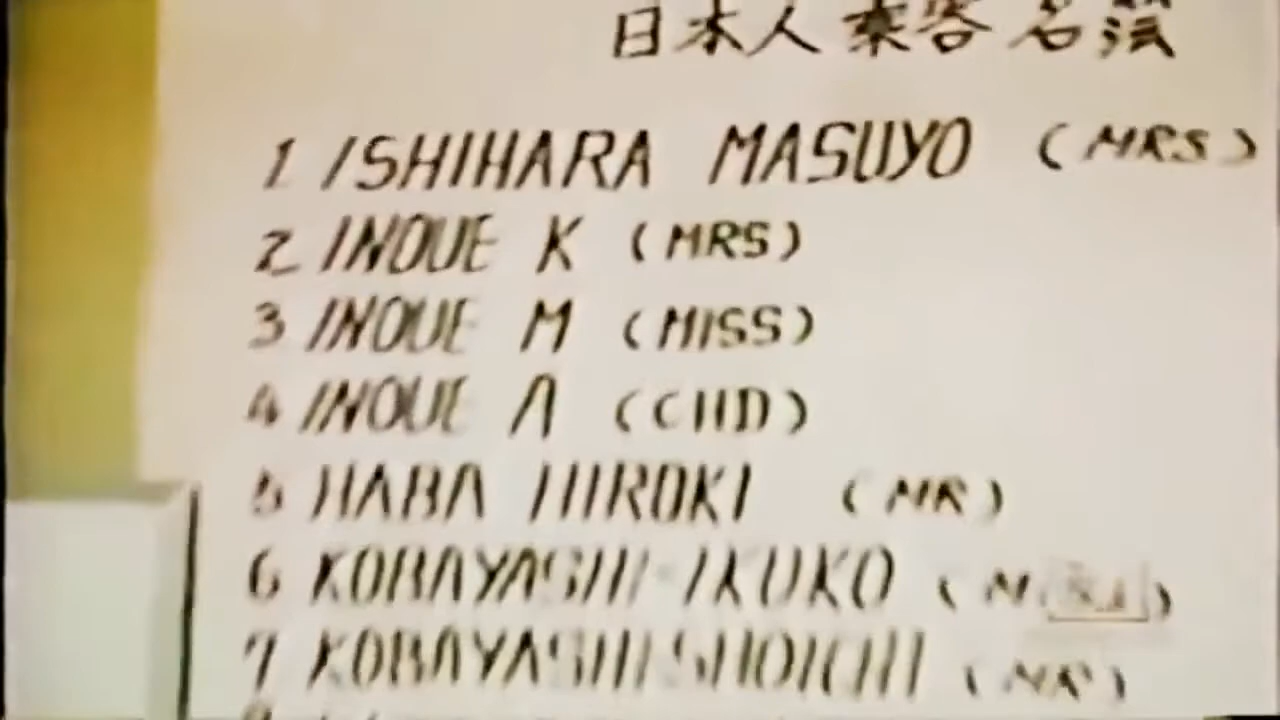 日本人乗客名簿
1 ISHIHARA MASUYO (MRS)
2 INOUE K (MRS)
3 INOUE M (MISS)
4 INOUE A (CHD)
5 HABA HIROKI (MR)
6 KOBAYASHI IKUKO
7 KOBAYASHI SHOICHI (MR)